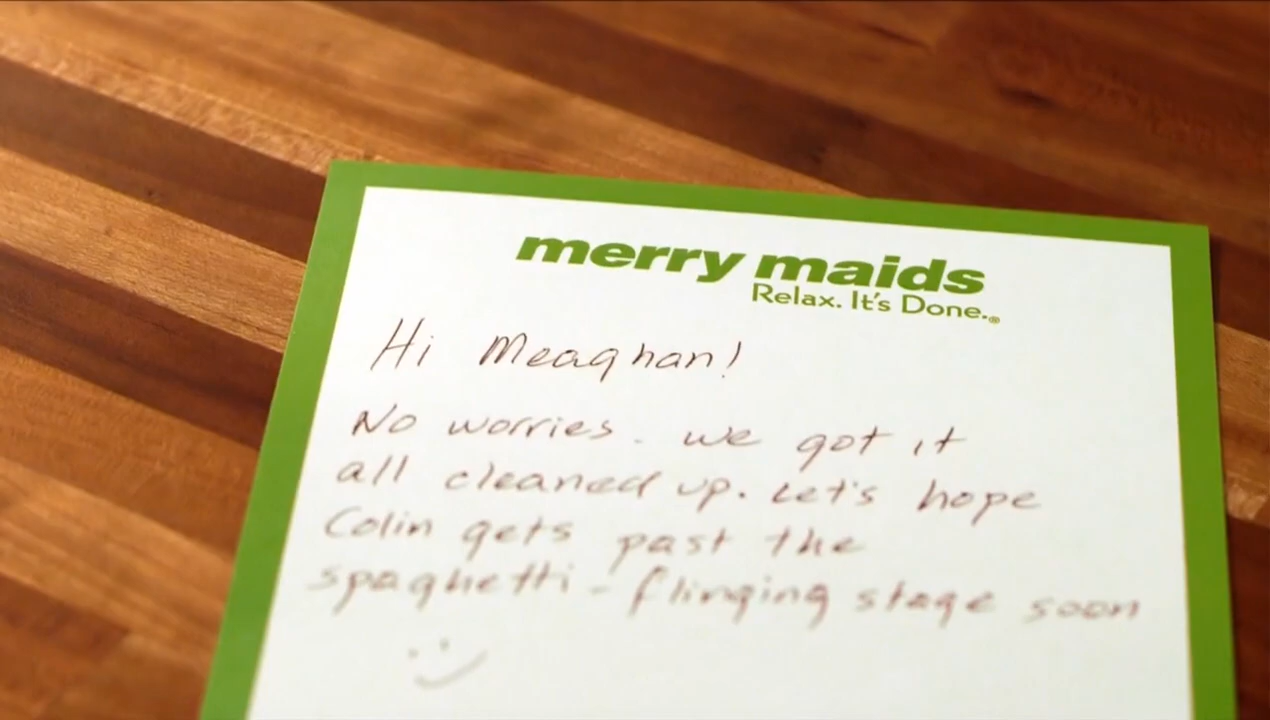 merry maids
Relax. It's Done.®
Hi Meaghan!
No worries - we got it
all cleaned up. Let's hope
Colin gets past the
spaghetti - flinging stage soon